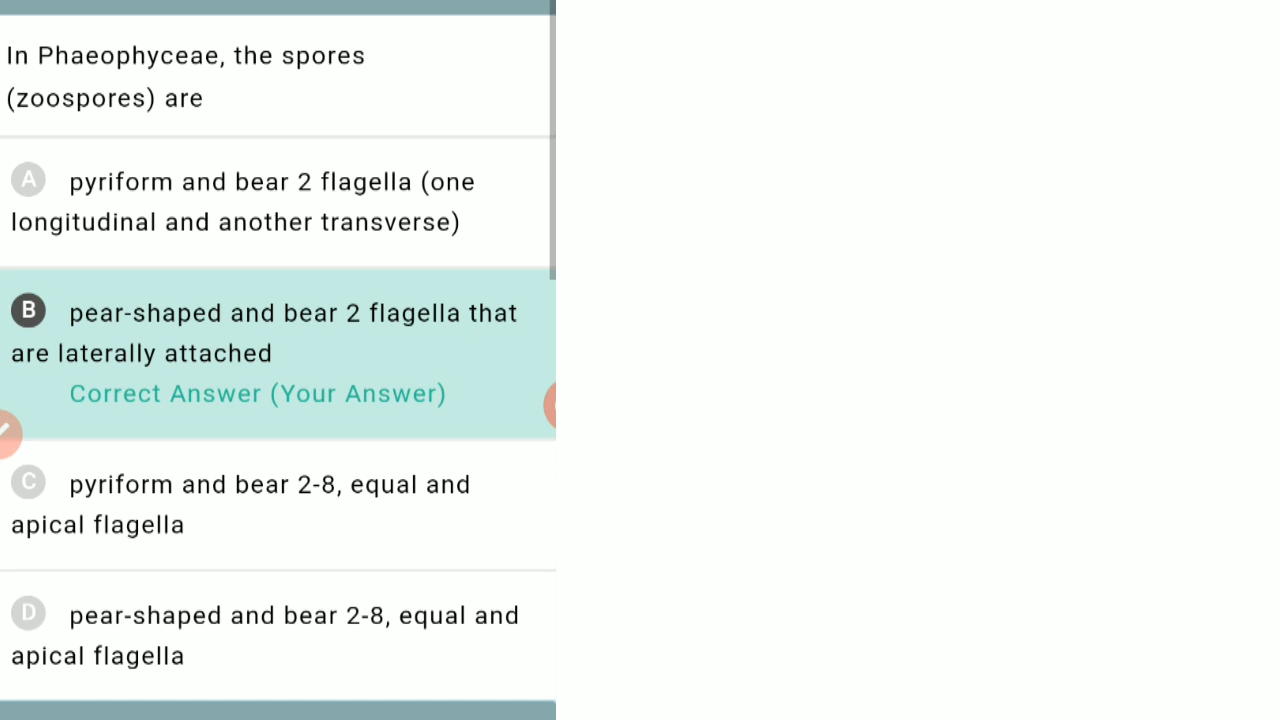 In Phaeophyceae, the spores
(zoospores) are
A pyriform and bear 2 flagella (one
longitudinal and another transverse)
B pear-shaped and bear 2 flagella that
are laterally attached
Correct Answer (Your Answer)
C pyriform and bear 2-8, equal and
apical flagella
D pear-shaped and bear 2-8, equal and
apical flagella